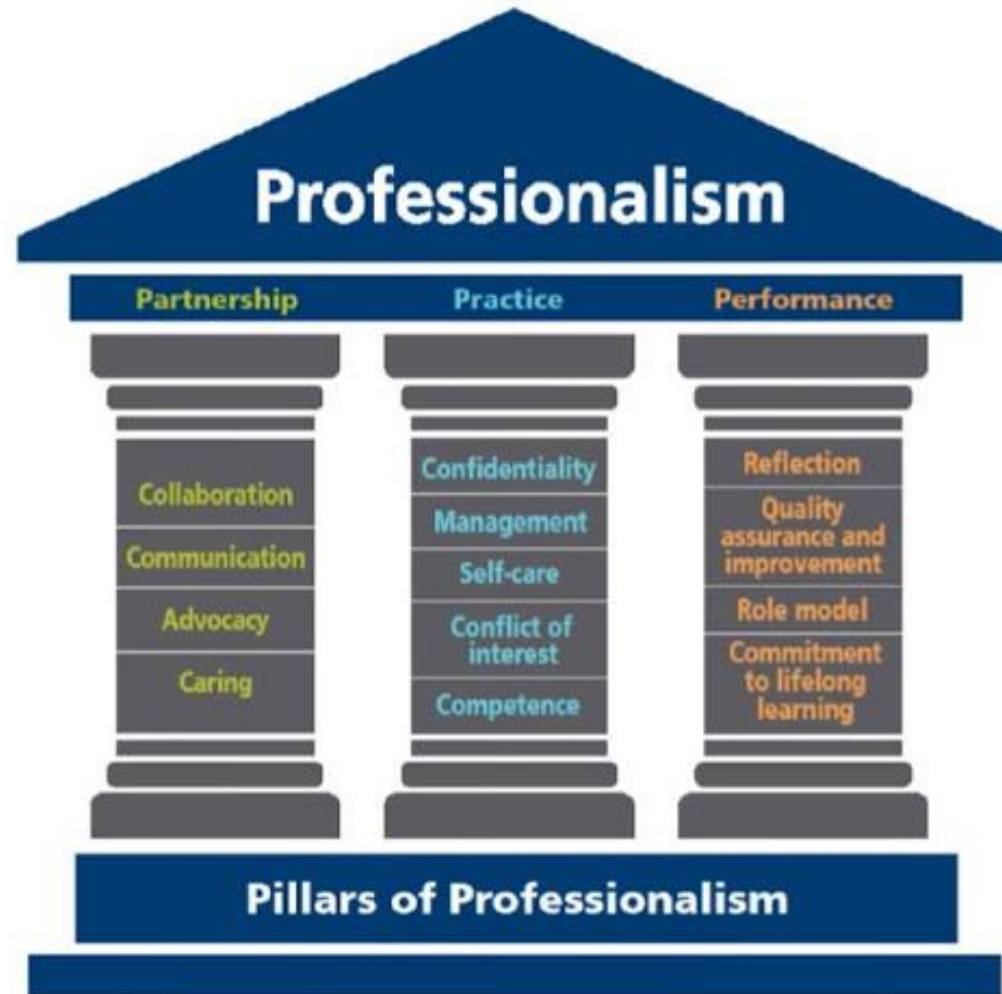 Professionalism
Partnership
Practice
Performance
Collaboration
Communication
Advocacy
Caring
Confidentiality
Management
Self-care
Conflict of
interest
Competence
Reflection
Quality
assurance and
improvement
Role model
Commitment
to lifelong
learning
Pillars of Professionalism